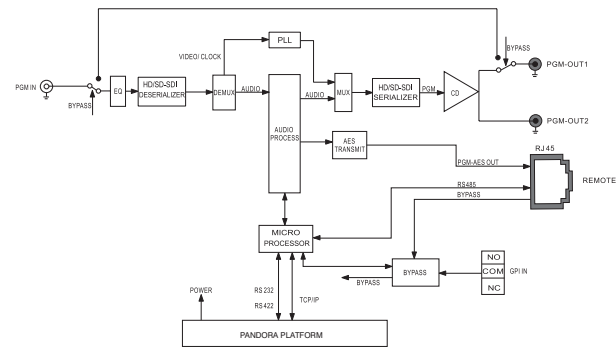 BYPASS
VIDEO/ CLOCK
PLL
PGM IN
BYPASS
EQ
HD/SD-SDI
DESERIALIZER
DEMUX
AUDIO
AUDIO
PROCESS
AUDIO
MUX
HD/SD-SDI
SERIALIZER
PGM
CD
PGM-OUT1
PGM-OUT2
AES
TRANSMIT
PGM-AES OUT
RJ45
REMOTE
RS485
BYPASS
MICRO
PROCESSOR
BYPASS
BYPASS
NO
COM
NC
GPI IN
POWER
RS 232
RS 422
TCP/IP
PANDORA PLATFORM